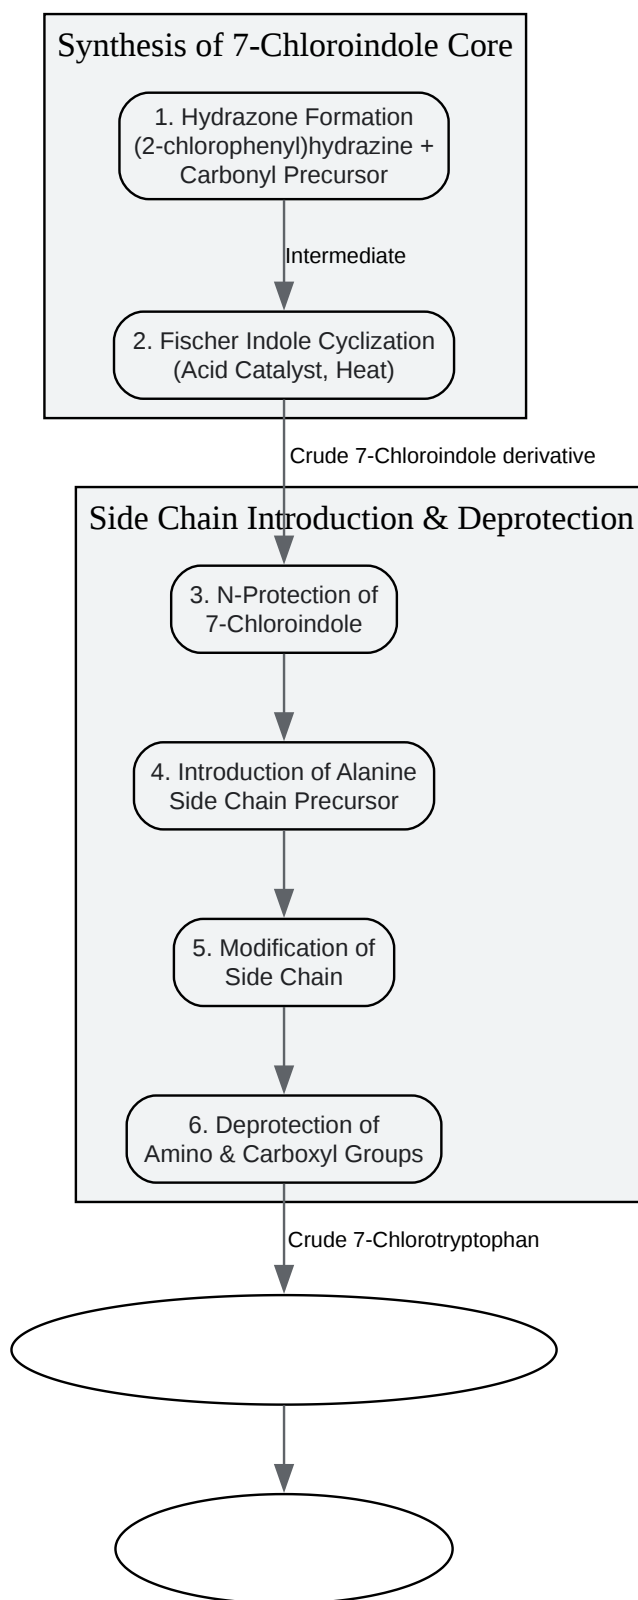 Synthesis of 7-Chloroindole Core
1. Hydrazone Formation
(2-chlorophenyl)hydrazine +
Carbonyl Precursor
Intermediate
2. Fischer Indole Cyclization
(Acid Catalyst, Heat)
Crude 7-Chloroindole derivative
Side Chain Introduction & Deprotection
3. N-Protection of
7-Chloroindole
4. Introduction of Alanine
Side Chain Precursor
5. Modification of
Side Chain
6. Deprotection of
Amino & Carboxyl Groups
Crude 7-Chlorotryptophan